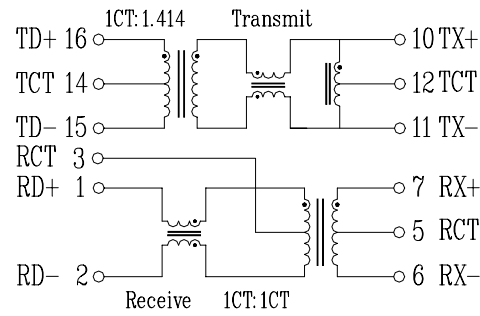 1CT:1.414 Transmit
TD+ 16 10 TX+
TCT 14 12 TCT
TD- 15 11 TX-
RCT 3
RD+ 1 7 RX+
5 RCT
RD- 2 6 RX-
Receive 1CT:1CT